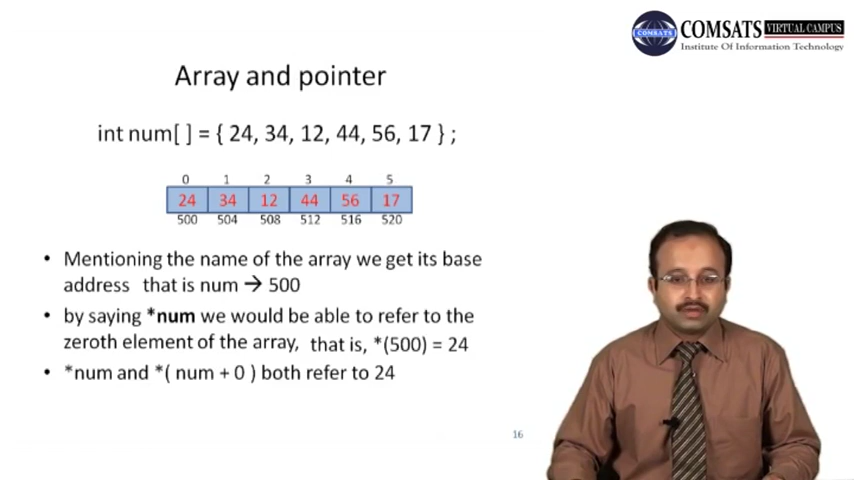 COMSATS VIRTUAL CAMPUS
COMSATS
Institute Of Information Technology
Array and pointer
int num[ ] = { 24, 34, 12, 44, 56, 17 } ;
0 1 2 3 4 5
24 34 12 44 56 17
500 504 508 512 516 520
• Mentioning the name of the array we get its base
address that is num → 500
• by saying *num we would be able to refer to the
zeroth element of the array, that is, *(500) = 24
• *num and *( num + 0 ) both refer to 24
16